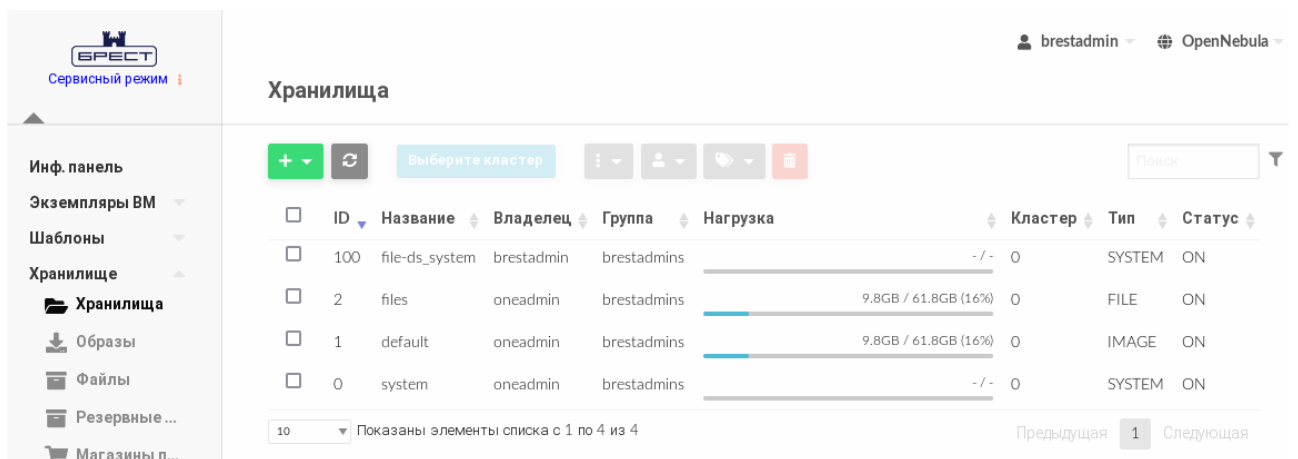 БРЕСТ
Сервисный режим i
brestadmin
OpenNebula
Хранилища
Инф. панель
Экземпляры ВМ
Шаблоны
Хранилище
Хранилища
Образы
Файлы
Резервные ...
Магазины п...
Выберите кластер
Поиск
ID Название Владелец Группа Нагрузка Кластер Тип Статус
100 file-ds_system brestadmin brestadmins - / - 0 SYSTEM ON
2 files oneadmin brestadmins 9.8GB / 61.8GB (16%) 0 FILE ON
1 default oneadmin brestadmins 9.8GB / 61.8GB (16%) 0 IMAGE ON
0 system oneadmin brestadmins - / - 0 SYSTEM ON
10 Показаны элементы списка с 1 по 4 из 4
Предыдущая 1 Следующая